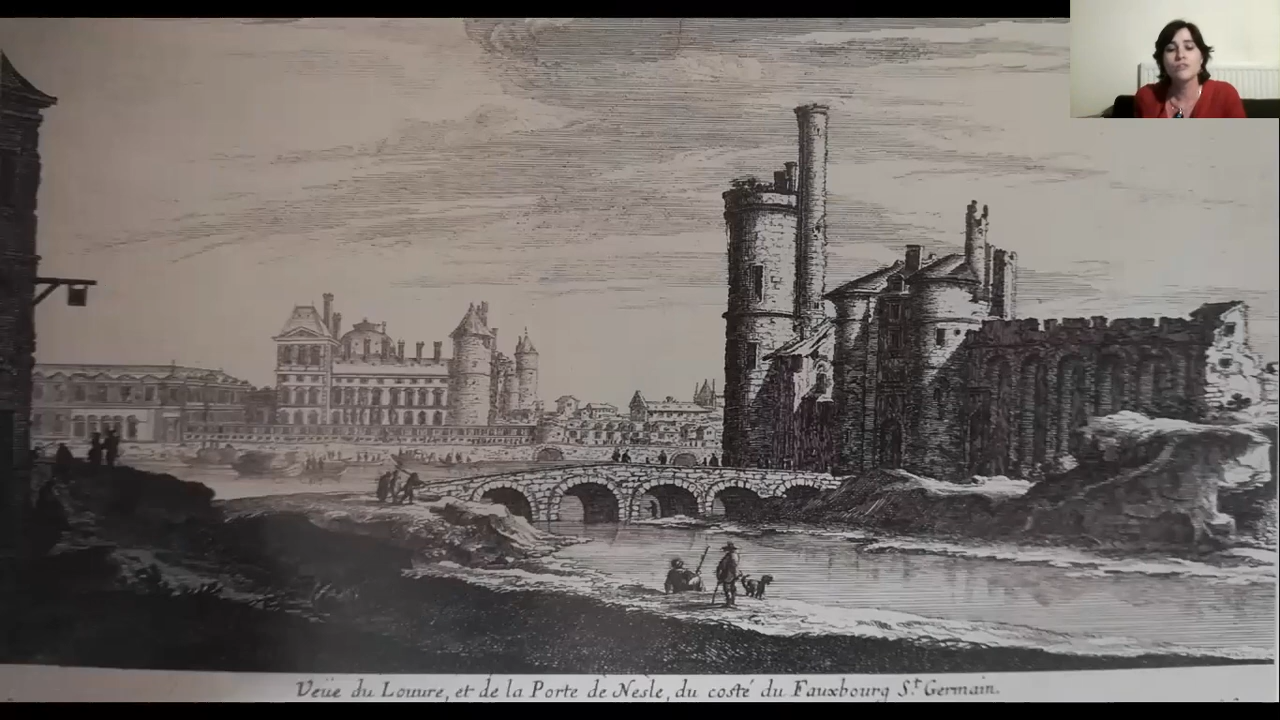 Veüe du Louure, et de la Porte de Nesle, du costé du Fauxbourg S.t Germain.